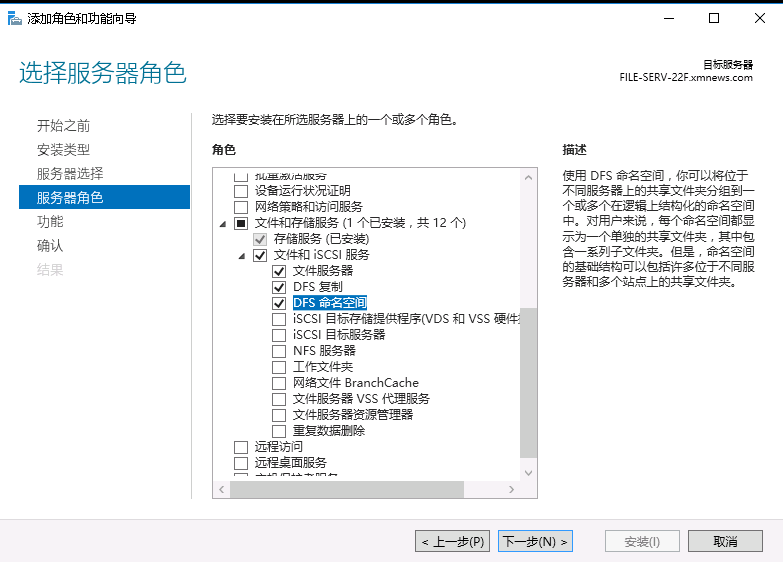 添加角色和功能向导
选择服务器角色
目标服务器
FILE-SERV-22F.xmnews.com
开始之前
安装类型
服务器选择
服务器角色
功能
确认
结果
选择要安装在所选服务器上的一个或多个角色。
角色
批量激活服务
设备运行状况证明
网络策略和访问服务
文件和存储服务 (1 个已安装，共 12 个)
存储服务 (已安装)
文件和 iSCSI 服务
文件服务器
DFS 复制
DFS 命名空间
iSCSI 目标存储提供程序(VDS 和 VSS 硬件
iSCSI 目标服务器
NFS 服务器
工作文件夹
网络文件 BranchCache
文件服务器 VSS 代理服务
文件服务器资源管理器
重复数据删除
远程访问
远程桌面服务
描述
使用 DFS 命名空间，你可以将位于
不同服务器上的共享文件夹分组到一
个或多个在逻辑上结构化的命名空间
中。对用户来说，每个命名空间都显
示为一个单独的共享文件夹，其中包
含一系列子文件夹。但是，命名空间
的基础结构可以包括许多位于不同服
务器和多个站点上的共享文件夹。
< 上一步(P)
下一步(N) >
安装(I)
取消